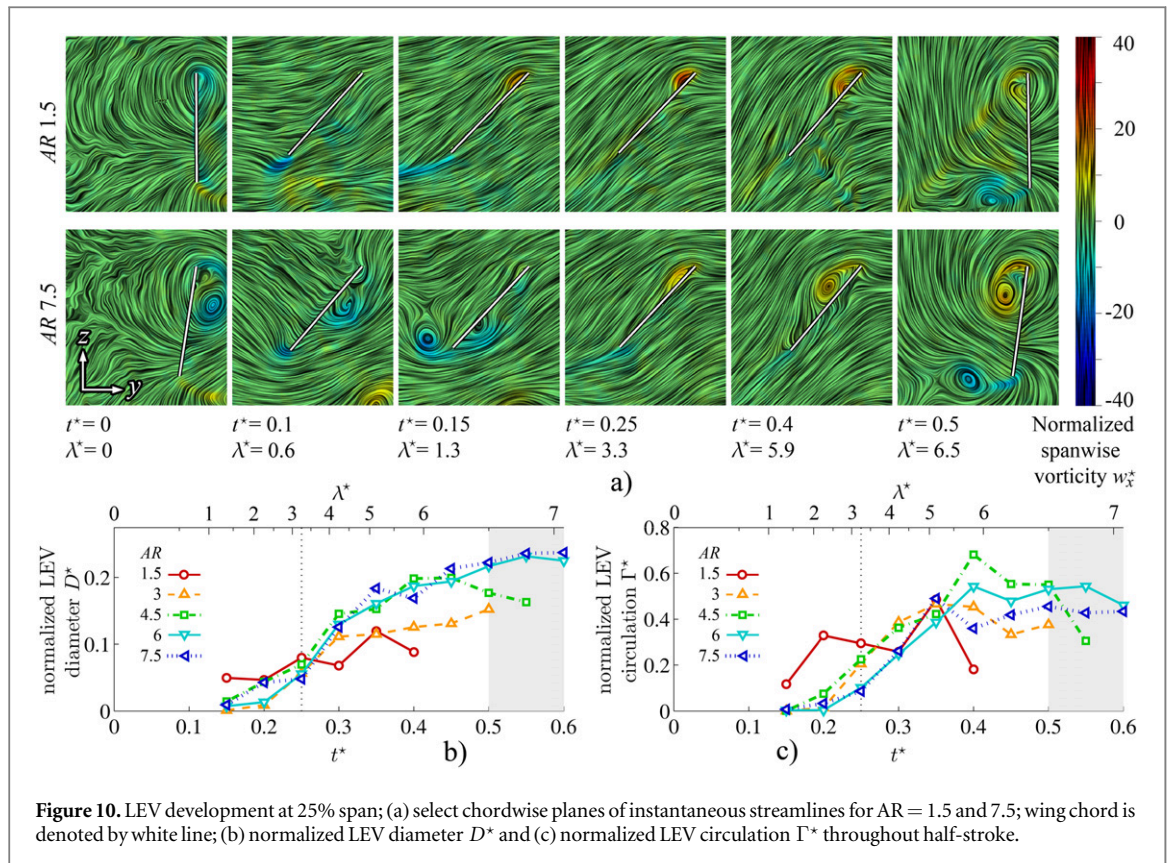 AR 1.5
AR 7.5
z
y
40
20
0
-20
-40
t* = 0
λ* = 0
t* = 0.1
λ* = 0.6
t* = 0.15
λ* = 1.3
t* = 0.25
λ* = 3.3
t* = 0.4
λ* = 5.9
t* = 0.5
λ* = 6.5
Normalized
spanwise
vorticity w_x*
a)
λ*
0 1 2 3 4 5 6 7
normalized LEV
diameter D*
0.2
0.1
0
AR
1.5
3
4.5
6
7.5
0 0.1 0.2 0.3 0.4 0.5 0.6
t*
b)
λ*
0 1 2 3 4 5 6 7
normalized LEV
circulation Γ*
0.8
0.6
0.4
0.2
0
AR
1.5
3
4.5
6
7.5
0 0.1 0.2 0.3 0.4 0.5 0.6
t*
c)
Figure 10. LEV development at 25% span; (a) select chordwise planes of instantaneous streamlines for AR = 1.5 and 7.5; wing chord is
denoted by white line; (b) normalized LEV diameter D* and (c) normalized LEV circulation Γ* throughout half-stroke.